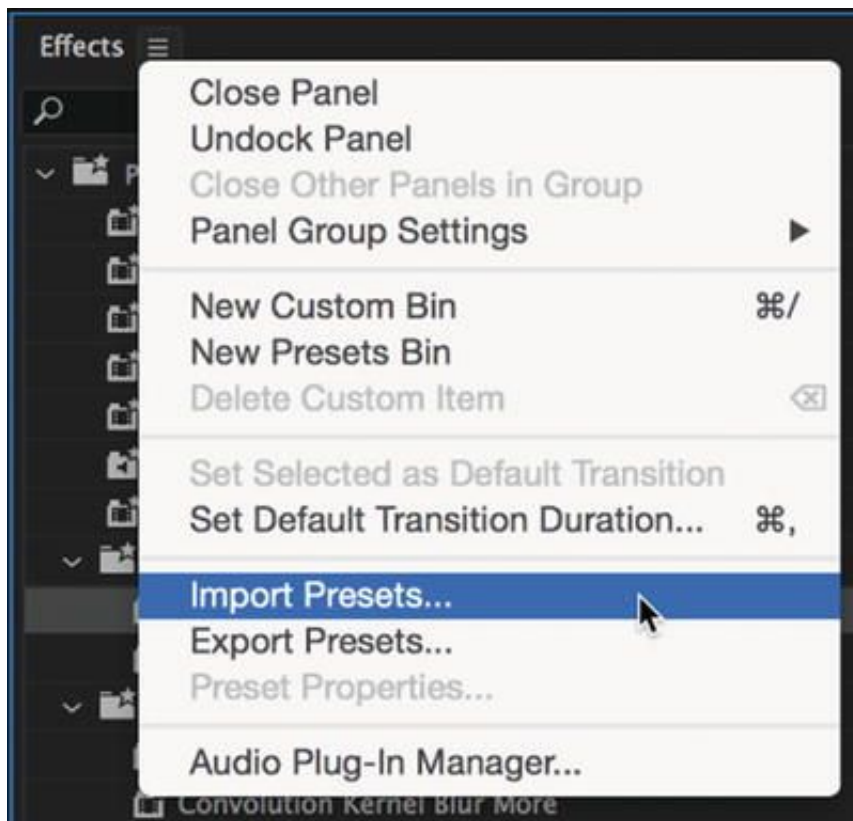 Effects
Close Panel
Undock Panel
Close Other Panels in Group
Panel Group Settings
New Custom Bin ⌘/
New Presets Bin
Delete Custom Item ⌫
Set Selected as Default Transition
Set Default Transition Duration... ⌘,
Import Presets...
Export Presets...
Preset Properties...
Audio Plug-In Manager...
Convolution Kernel Blur More